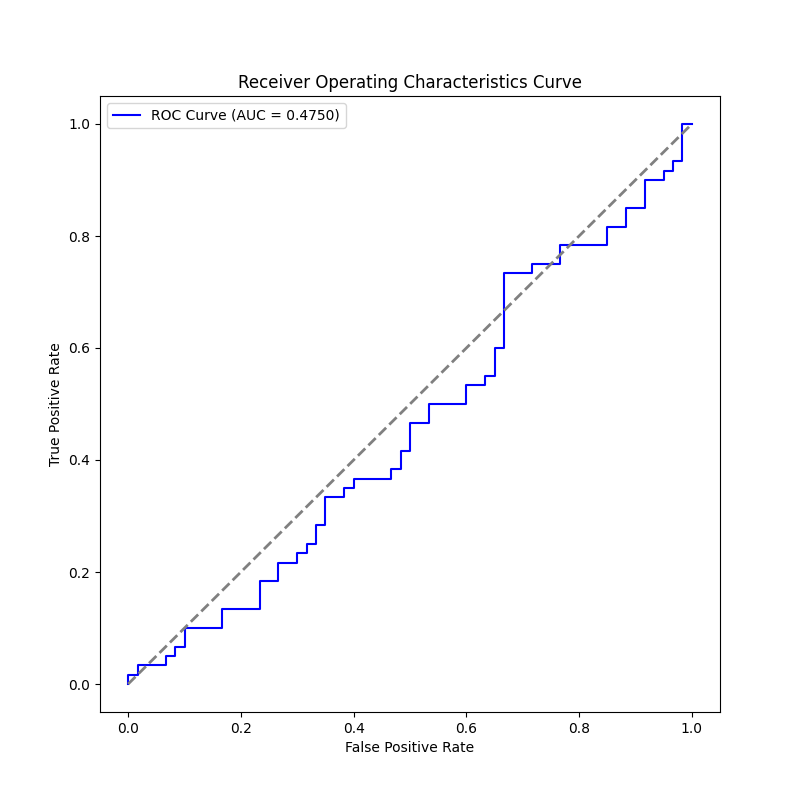 Receiver Operating Characteristics Curve
ROC Curve (AUC = 0.4750)
1.0
0.8
0.6
0.4
0.2
0.0
True Positive Rate
0.0 0.2 0.4 0.6 0.8 1.0
False Positive Rate